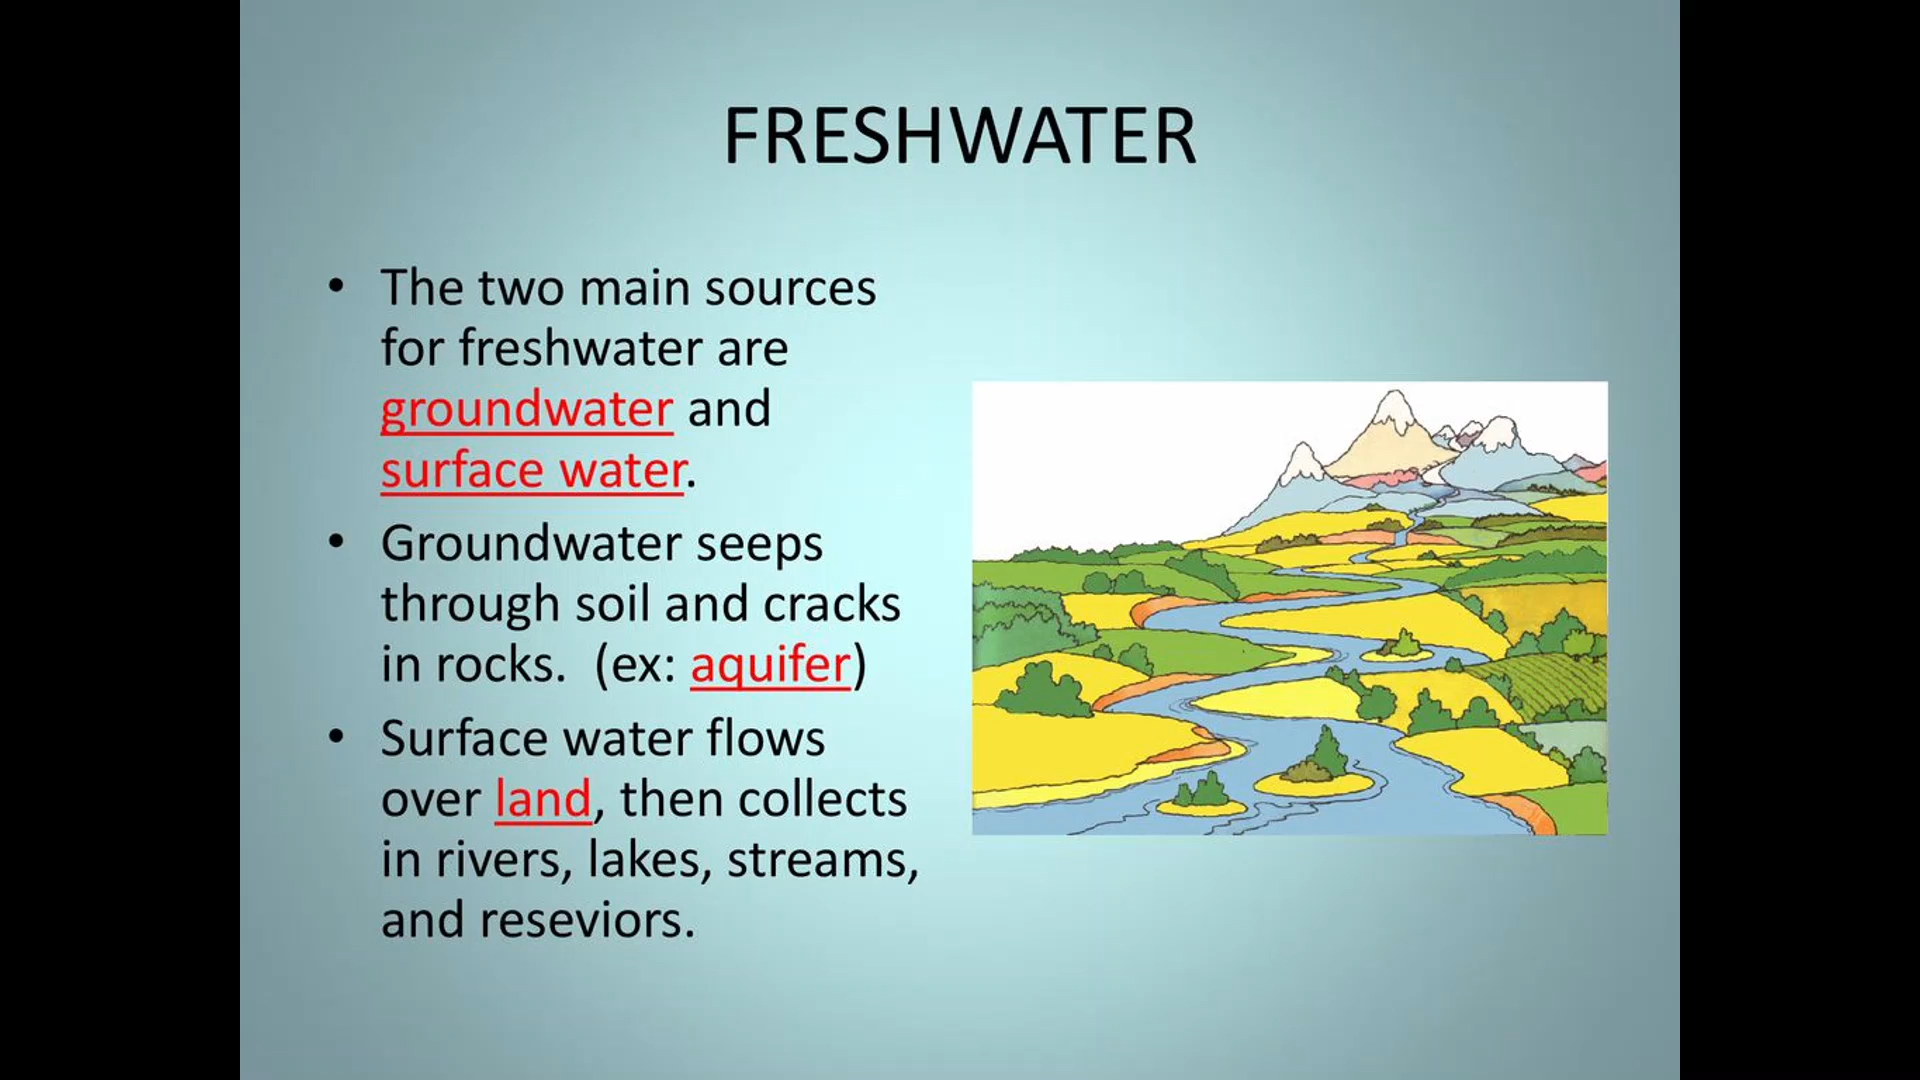 FRESHWATER
• The two main sources
for freshwater are
groundwater and
surface water.
• Groundwater seeps
through soil and cracks
in rocks.  (ex: aquifer)
• Surface water flows
over land, then collects
in rivers, lakes, streams,
and reseviors.